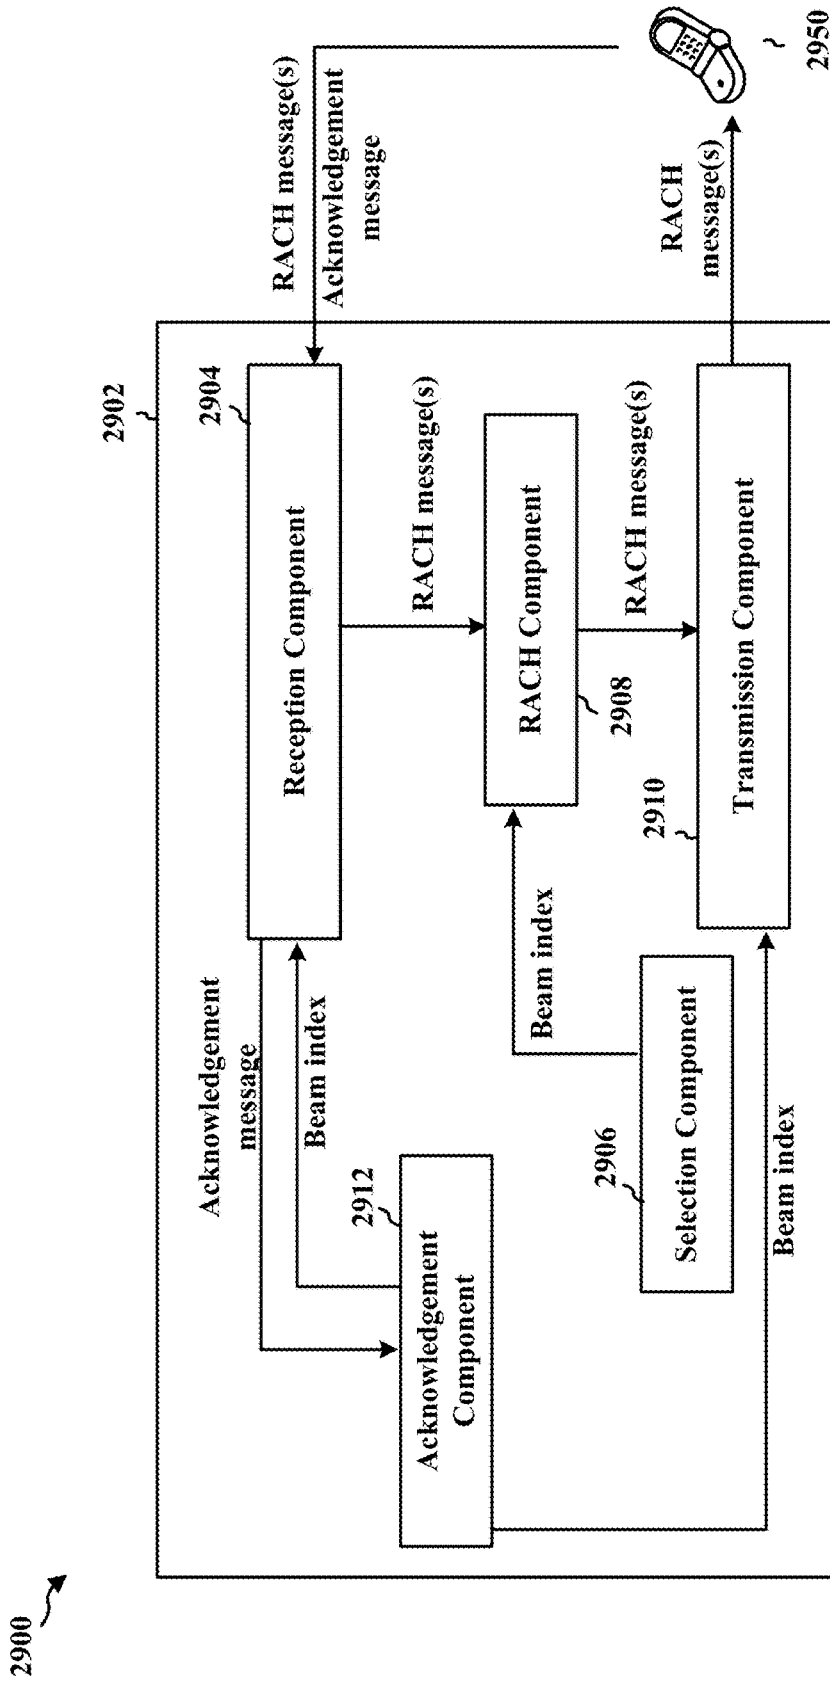 2900
2902
2904
Reception Component
RACH message(s)
Acknowledgement
message
2950
Acknowledgement
message
Beam index
2912
Acknowledgement
Component
RACH message(s)
RACH Component
2908
Beam index
2906
Selection Component
RACH message(s)
2910
Transmission Component
RACH
message(s)
Beam index